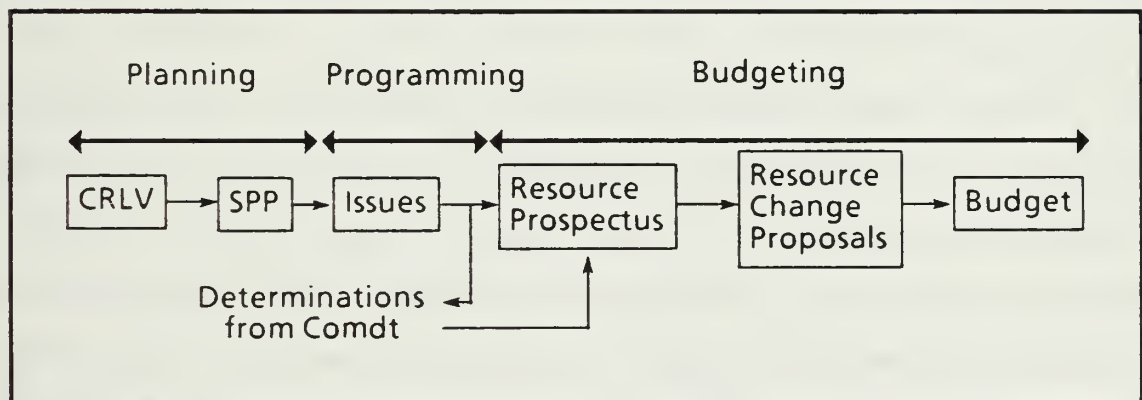 Planning Programming Budgeting
CRLV SPP Issues
Resource
Prospectus
Resource
Change
Proposals
Budget
Determinations
from Comdt